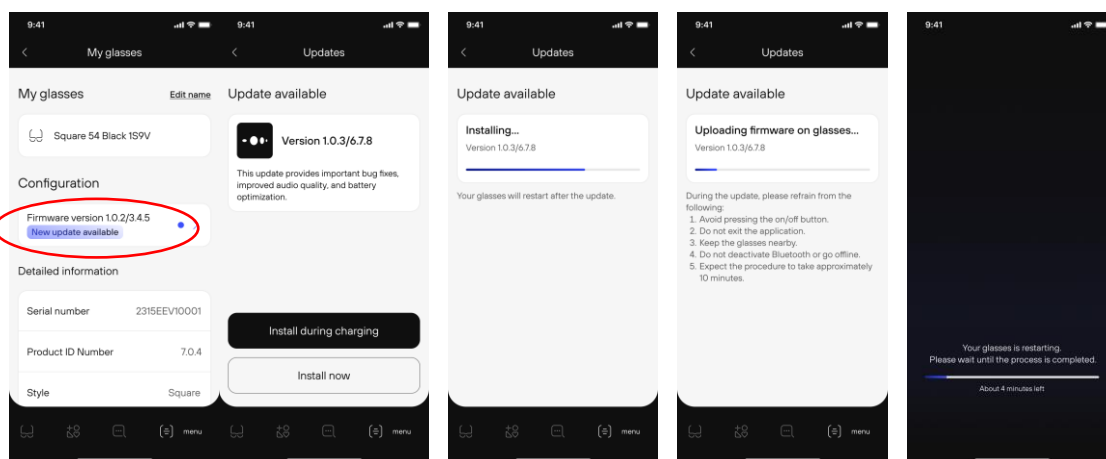 9:41
My glasses
My glasses
Edit name
Square 54 Black 1S9V
Configuration
Firmware version 1.0.2/3.4.5
New update available
Detailed information
Serial number 2315EEV10001
Product ID Number 7.0.4
Style Square
menu
9:41
Updates
Update available
Version 1.0.3/6.7.8
This update provides important bug fixes,
improved audio quality, and battery
optimization.
Install during charging
Install now
menu
9:41
Updates
Update available
Installing...
Version 1.0.3/6.7.8
Your glasses will restart after the update.
menu
9:41
Updates
Update available
Uploading firmware on glasses...
Version 1.0.3/6.7.8
During the update, please refrain from the
following:
1. Avoid pressing the on/off button.
2. Do not exit the application.
3. Keep the glasses nearby.
4. Do not deactivate Bluetooth or go offline.
5. Expect the procedure to take approximately
10 minutes.
menu
9:41
Your glasses is restarting.
Please wait until the process is completed.
About 4 minutes left